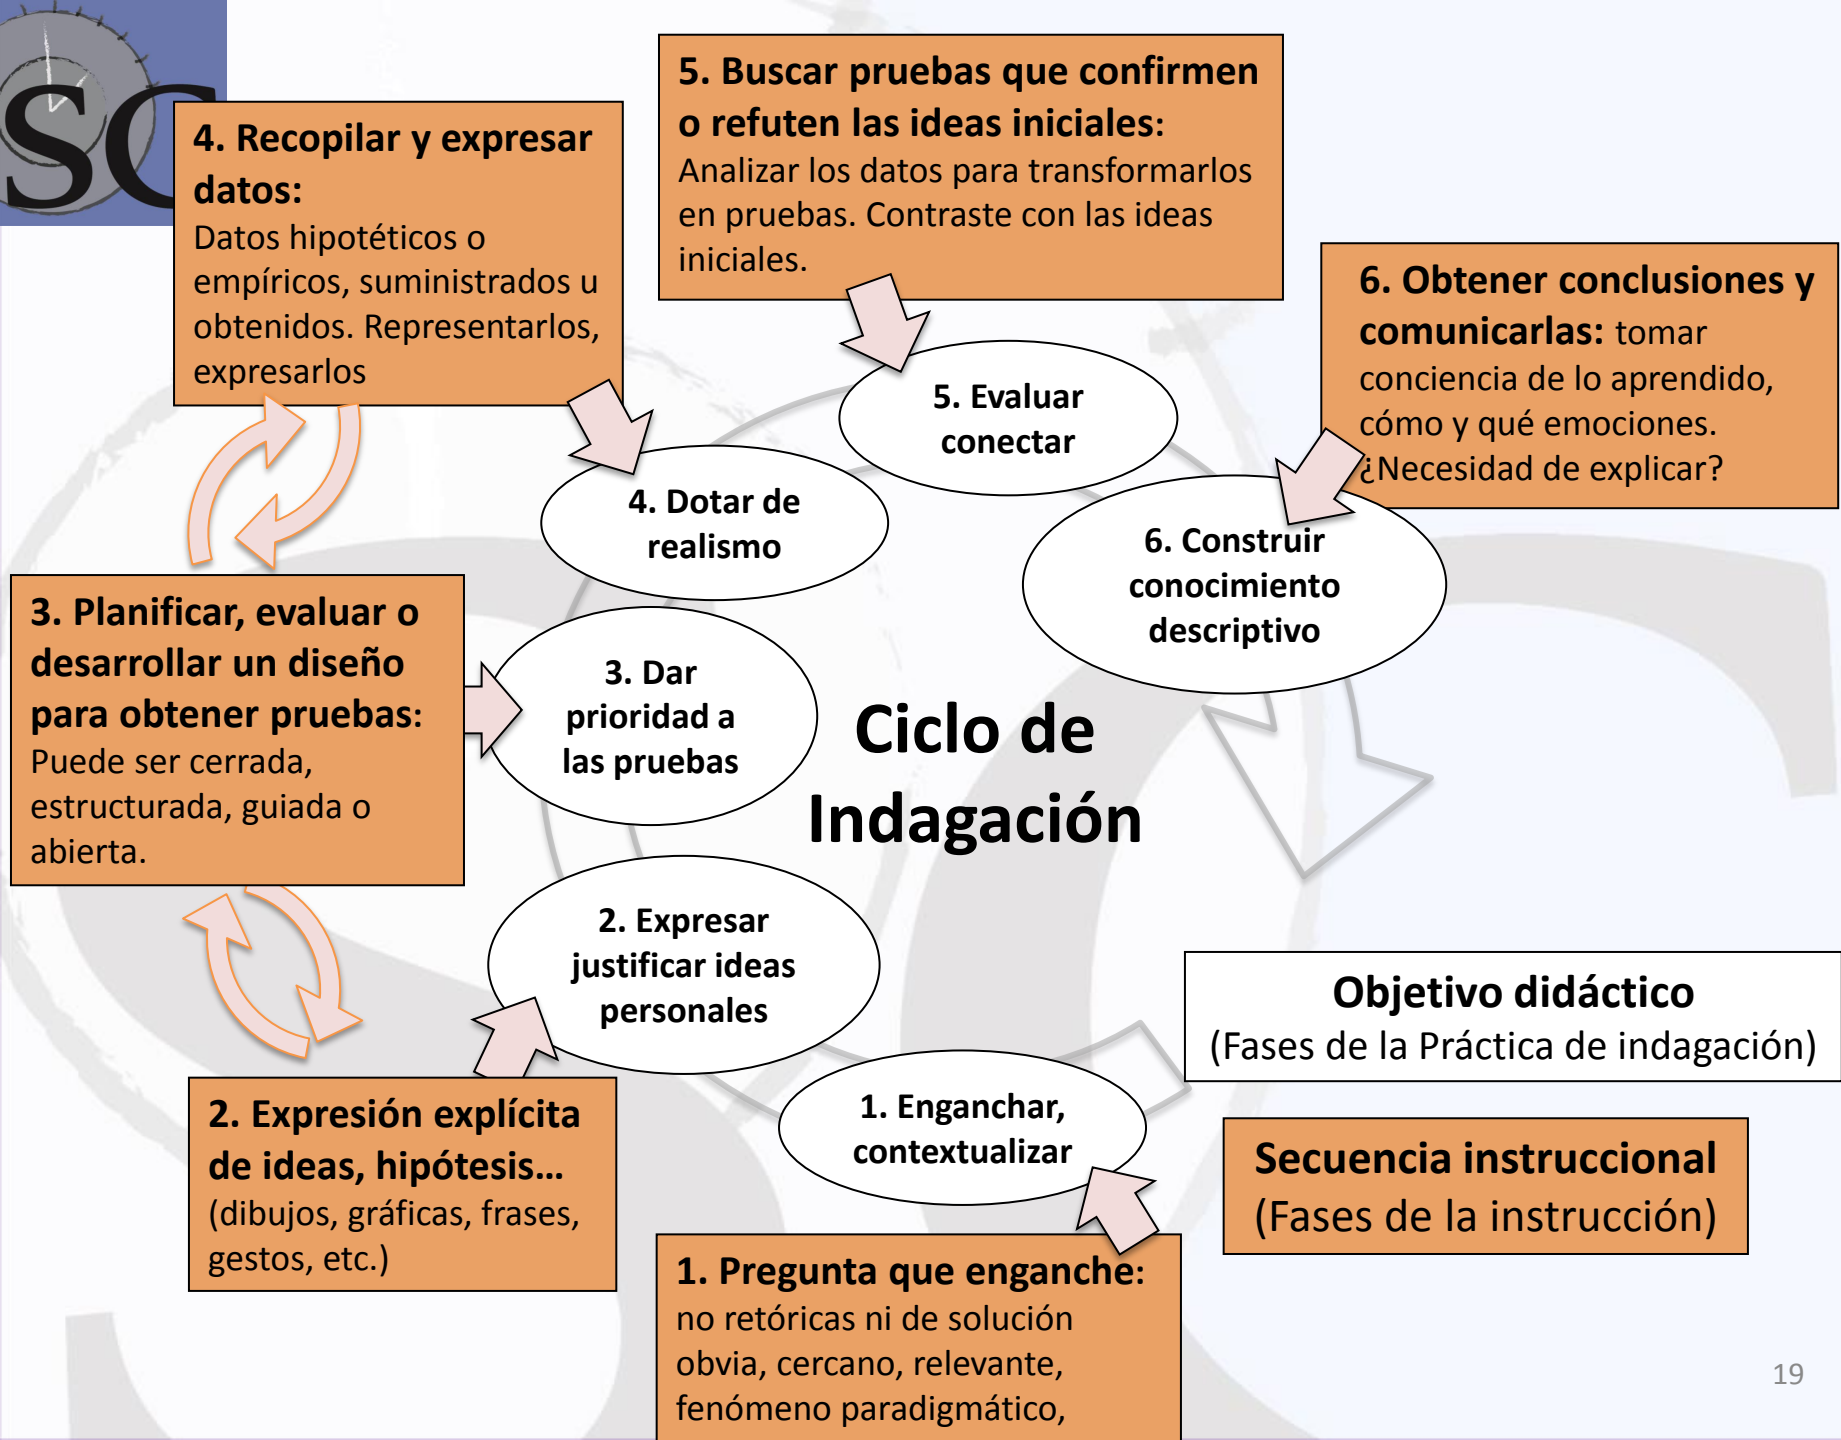 SC
5. Buscar pruebas que confirmen
o refuten las ideas iniciales:
Analizar los datos para transformarlos
en pruebas. Contraste con las ideas
iniciales.
4. Recopilar y expresar
datos:
Datos hipotéticos o
empíricos, suministrados u
obtenidos. Representarlos,
expresarlos
6. Obtener conclusiones y
comunicarlas: tomar
conciencia de lo aprendido,
cómo y qué emociones.
¿Necesidad de explicar?
5. Evaluar
conectar
4. Dotar de
realismo
6. Construir
conocimiento
descriptivo
3. Planificar, evaluar o
desarrollar un diseño
para obtener pruebas:
Puede ser cerrada,
estructurada, guiada o
abierta.
3. Dar
prioridad a
las pruebas
Ciclo de
Indagación
2. Expresar
justificar ideas
personales
Objetivo didáctico
(Fases de la Práctica de indagación)
1. Enganchar,
contextualizar
2. Expresión explícita
de ideas, hipótesis...
(dibujos, gráficas, frases,
gestos, etc.)
Secuencia instruccional
(Fases de la instrucción)
1. Pregunta que enganche:
no retóricas ni de solución
obvia, cercano, relevante,
fenómeno paradigmático,
19